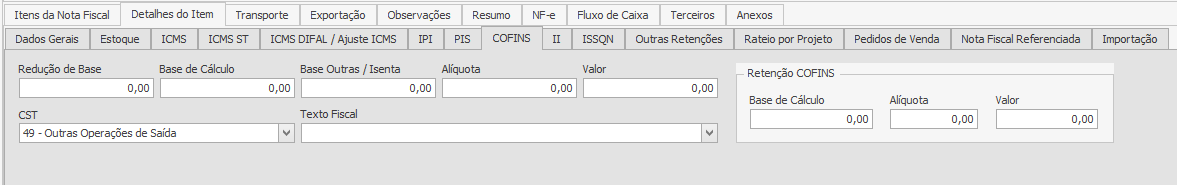 Itens da Nota Fiscal Detalhes do Item Transporte Exportação Observações Resumo NF-e Fluxo de Caixa Terceiros Anexos
Dados Gerais Estoque ICMS ICMS ST ICMS DIFAL / Ajuste ICMS IPI PIS COFINS II ISSQN Outras Retenções Rateio por Projeto Pedidos de Venda Nota Fiscal Referenciada Importação
Redução de Base Base de Cálculo Base Outras / Isenta Alíquota Valor
0,00 0,00 0,00 0,00 0,00
CST Texto Fiscal
49 - Outras Operações de Saída
Retenção COFINS
Base de Cálculo Alíquota Valor
0,00 0,00 0,00